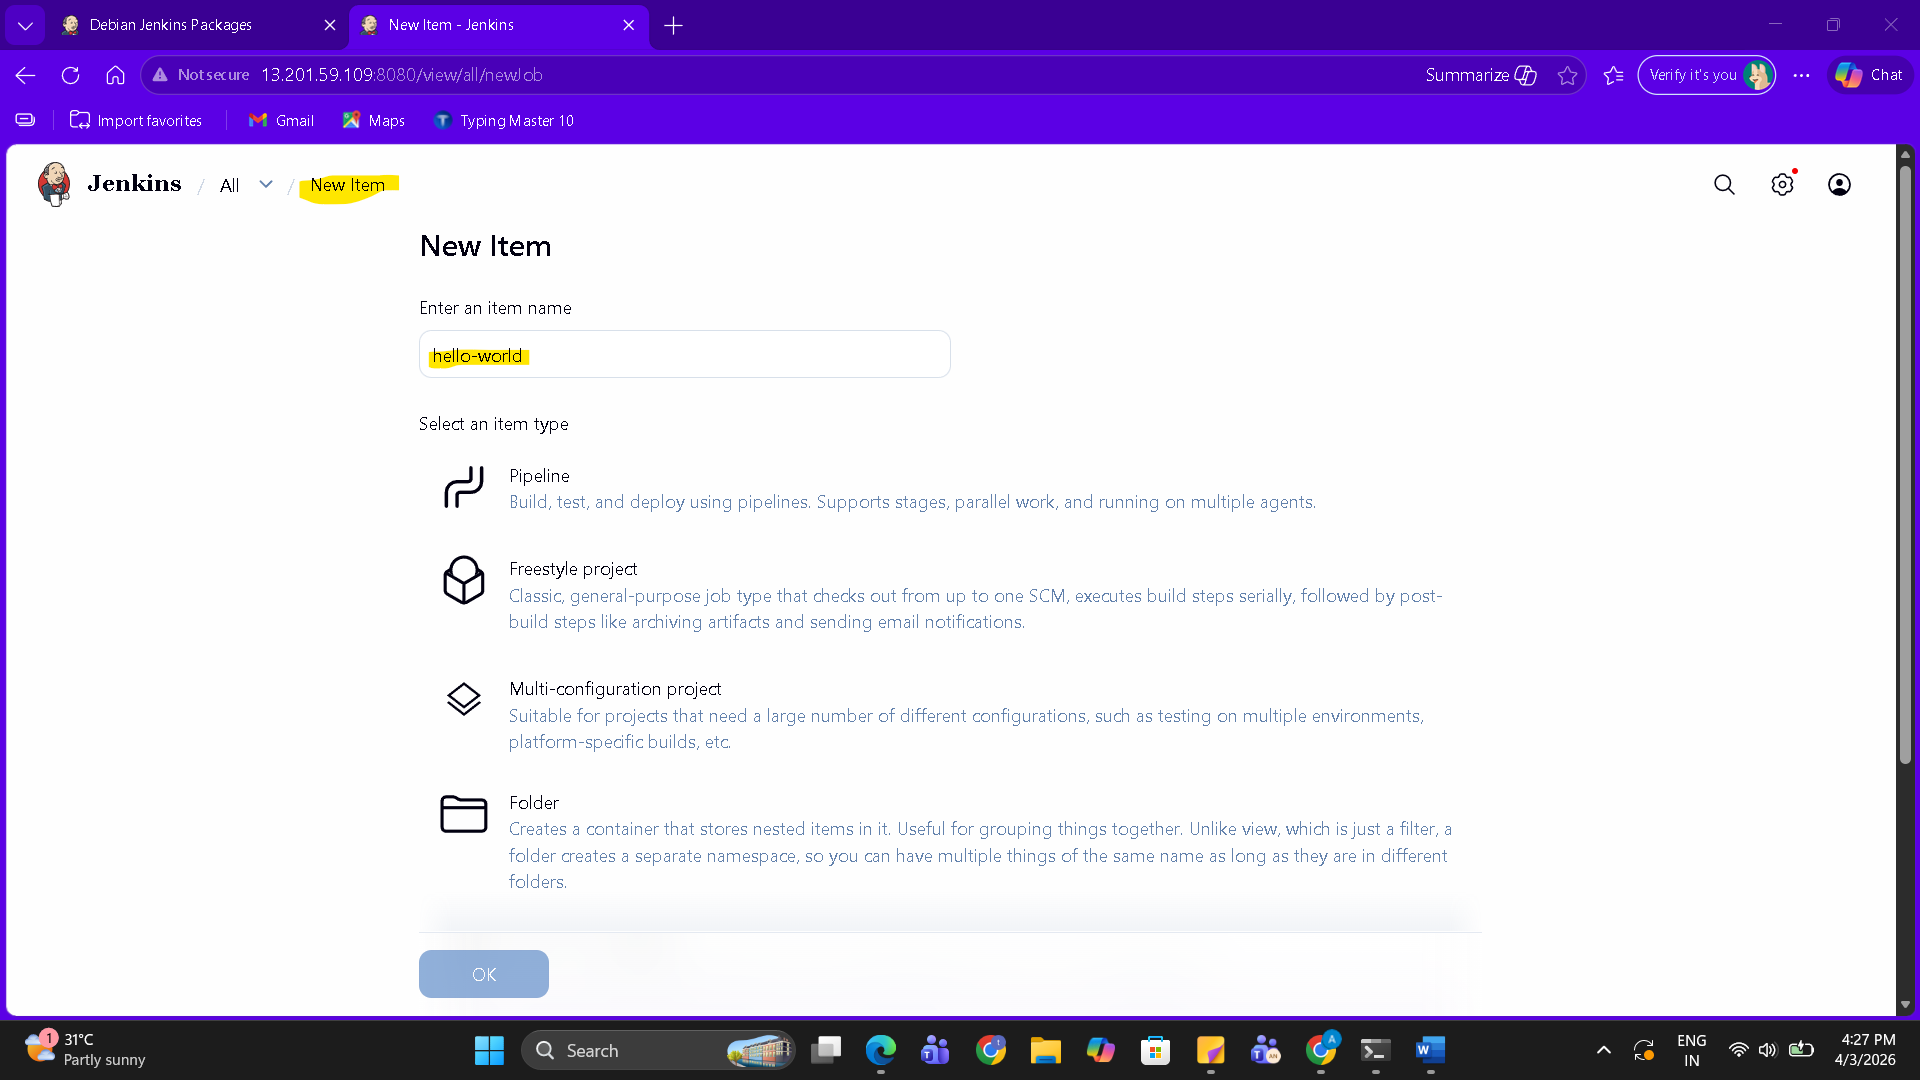 Debian Jenkins Packages
New Item - Jenkins
Not secure 13.201.59.109:8080/view/all/newJob
Summarize
Verify it's you
Chat
Import favorites
Gmail
Maps
T Typing Master 10
Jenkins / All / New Item
New Item
Enter an item name
hello-world
Select an item type
Pipeline
Build, test, and deploy using pipelines. Supports stages, parallel work, and running on multiple agents.
Freestyle project
Classic, general-purpose job type that checks out from up to one SCM, executes build steps serially, followed by post-
build steps like archiving artifacts and sending email notifications.
Multi-configuration project
Suitable for projects that need a large number of different configurations, such as testing on multiple environments,
platform-specific builds, etc.
Folder
Creates a container that stores nested items in it. Useful for grouping things together. Unlike view, which is just a filter, a
folder creates a separate namespace, so you can have multiple things of the same name as long as they are in different
folders.
OK
1
31°C
Partly sunny
Search
ENG
IN
4:27 PM
4/3/2026